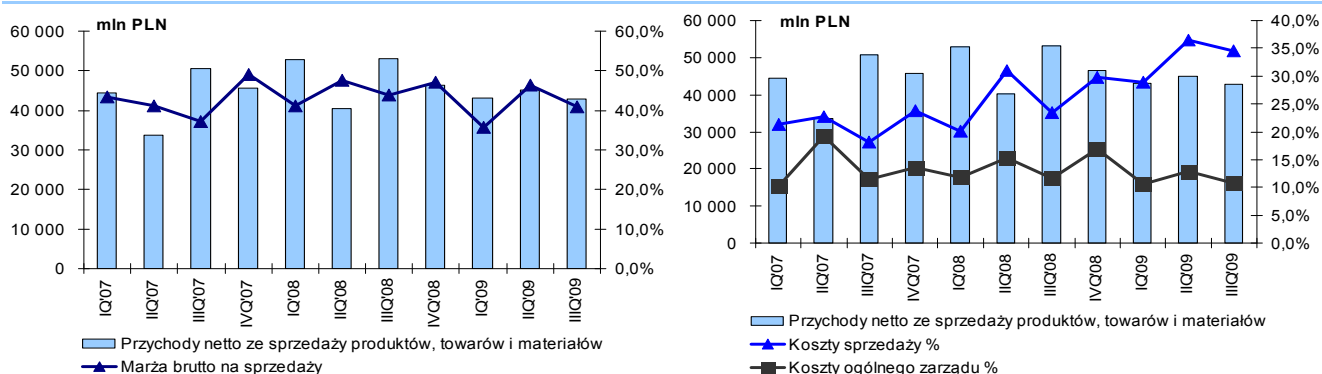 mln PLN
60 000
50 000
40 000
30 000
20 000
10 000
0
60,0%
50,0%
40,0%
30,0%
20,0%
10,0%
0,0%
IQ'07
IIQ'07
IIIQ'07
IVQ'07
IQ'08
IIQ'08
IIIQ'08
IVQ'08
IQ'09
IIQ'09
IIIQ'09
Przychody netto ze sprzedaży produktów, towarów i materiałów
Marża brutto na sprzedaży
mln PLN
60 000
50 000
40 000
30 000
20 000
10 000
0
40,0%
35,0%
30,0%
25,0%
20,0%
15,0%
10,0%
5,0%
0,0%
IQ'07
IIQ'07
IIIQ'07
IVQ'07
IQ'08
IIQ'08
IIIQ'08
IVQ'08
IQ'09
IIQ'09
IIIQ'09
Przychody netto ze sprzedaży produktów, towarów i materiałów
Koszty sprzedaży %
Koszty ogólnego zarządu %